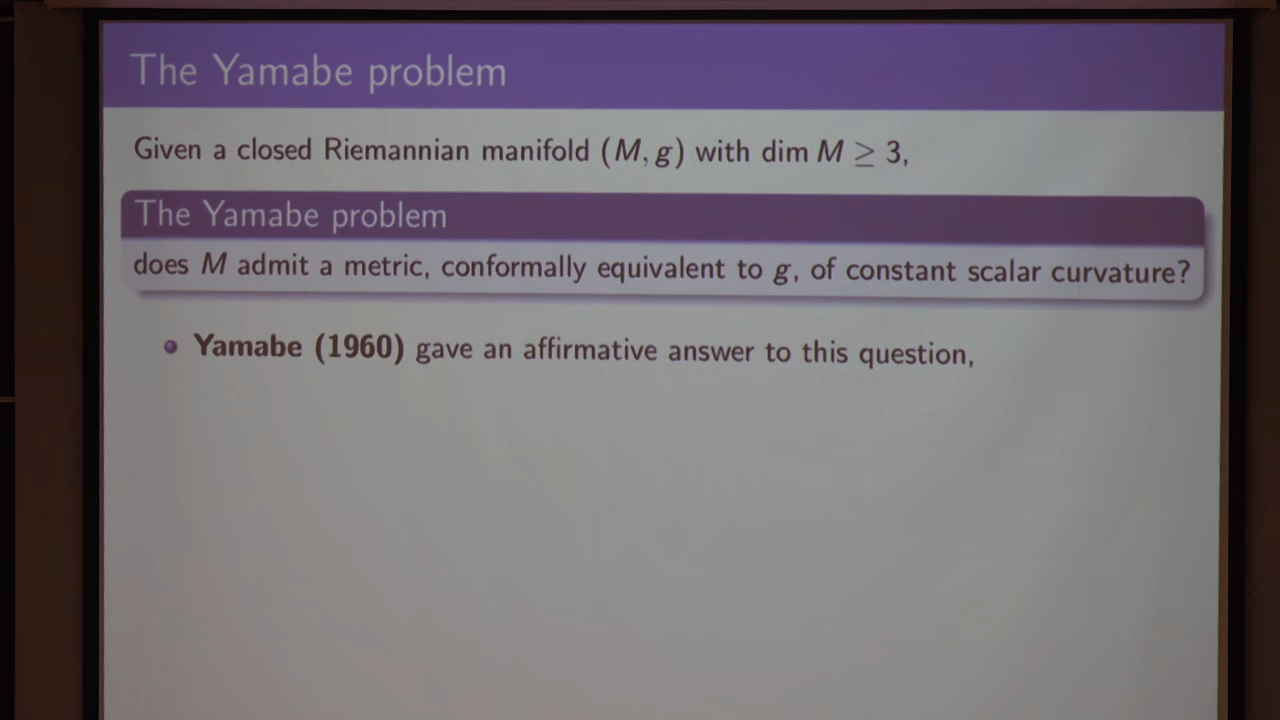 The Yamabe problem
Given a closed Riemannian manifold (M, g) with dim M ≥ 3,
The Yamabe problem
does M admit a metric, conformally equivalent to g, of constant scalar curvature?
Yamabe (1960) gave an affirmative answer to this question,